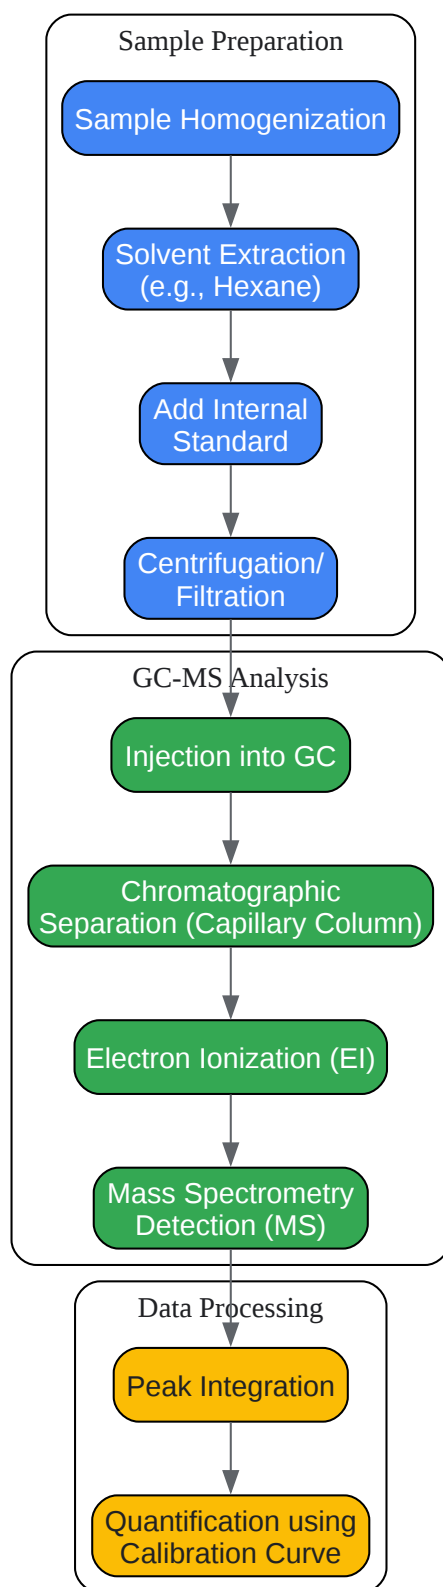 Sample Preparation
Sample Homogenization
Solvent Extraction
(e.g., Hexane)
Add Internal
Standard
Centrifugation/
Filtration
GC-MS Analysis
Injection into GC
Chromatographic
Separation (Capillary Column)
Electron Ionization (EI)
Mass Spectrometry
Detection (MS)
Data Processing
Peak Integration
Quantification using
Calibration Curve